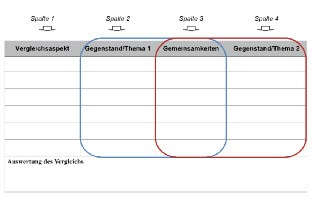 Spalte 1 Spalte 2 Spalte 3 Spalte 4
Vergleichsaspekt Gegenstand/Thema 1 Gemeinsamkeiten Gegenstand/Thema 2
Auswertung des Vergleichs